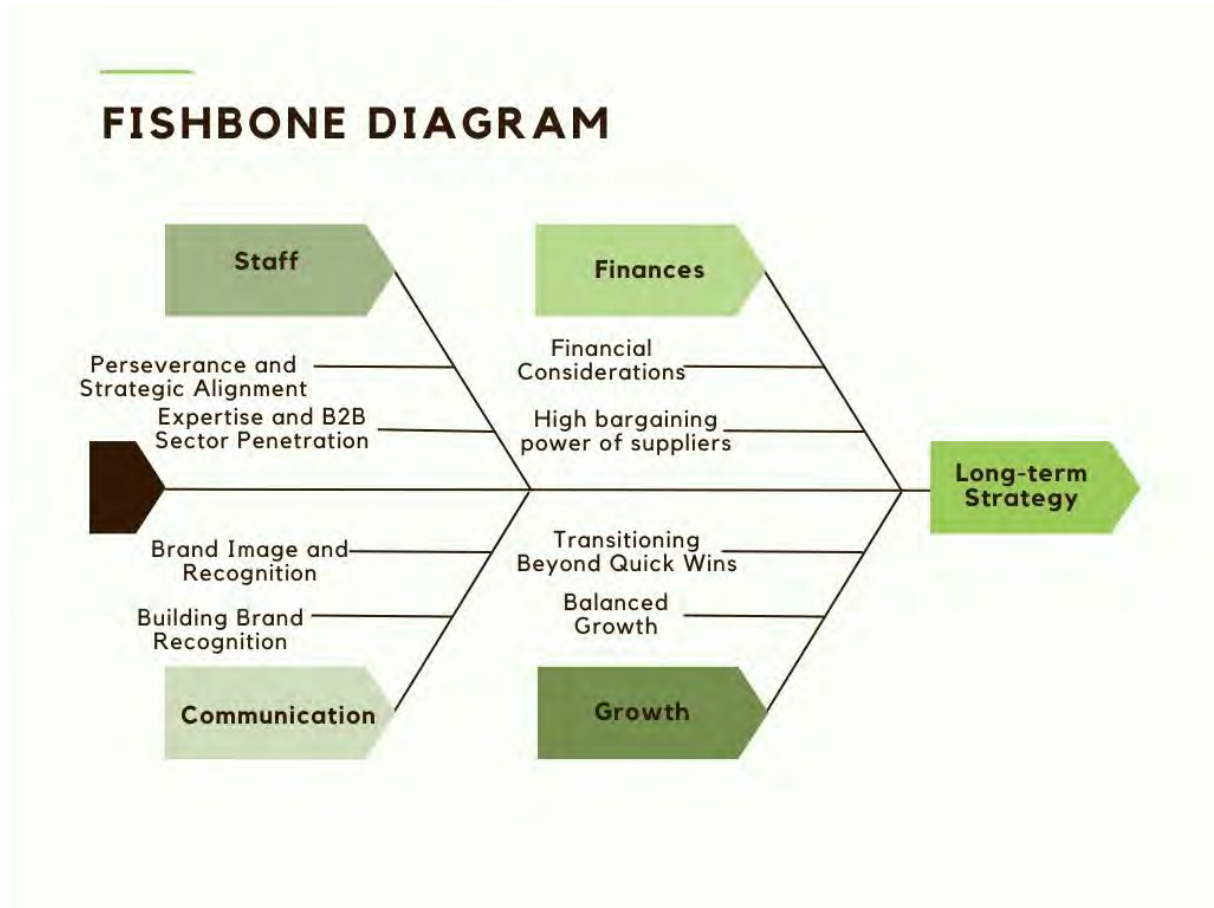 FISHBONE DIAGRAM
Staff
Finances
Perseverance and
Strategic Alignment
Expertise and B2B
Sector Penetration
Financial
Considerations
High bargaining
power of suppliers
Long-term
Strategy
Brand Image and
Recognition
Building Brand
Recognition
Transitioning
Beyond Quick Wins
Balanced
Growth
Communication
Growth